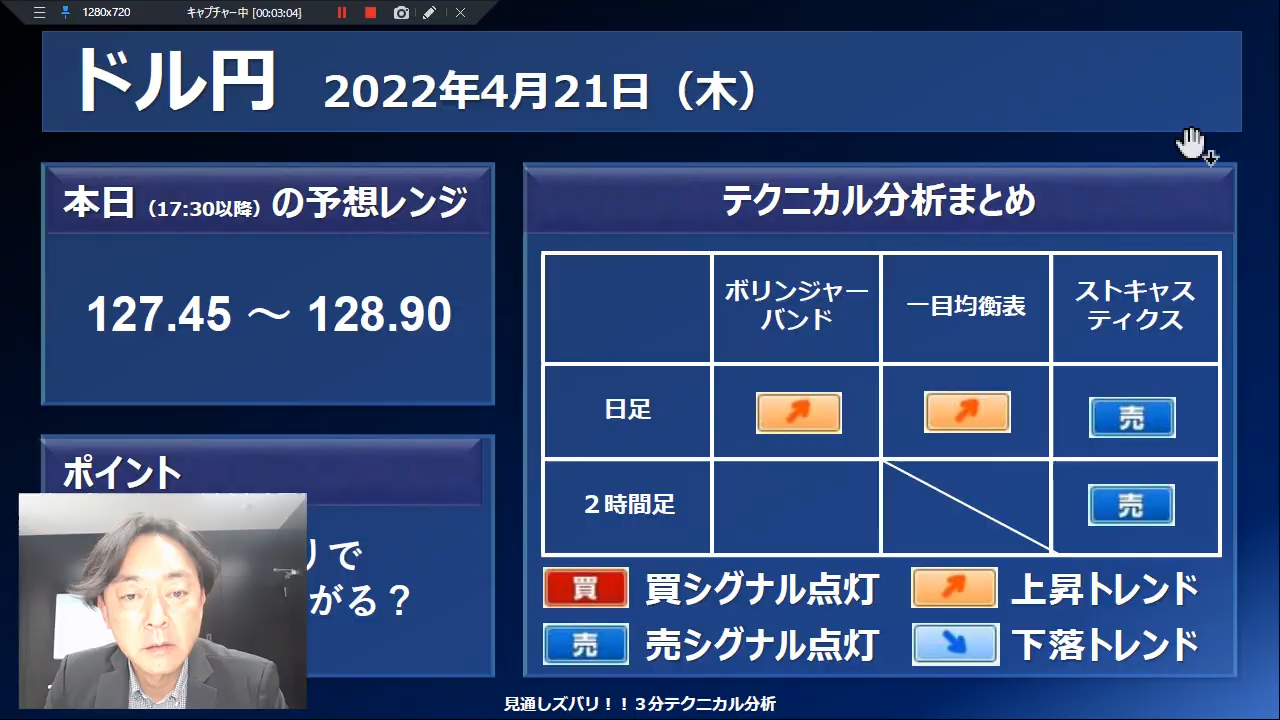 1280x720
キャプチャー中 [00:03:04]
ドル円 2022年4月21日（木）
本日（17:30以降）の予想レンジ
127.45 ～ 128.90
ポイント
リで
がる？
テクニカル分析まとめ
ボリンジャー
バンド
一目均衡表
ストキャス
ティクス
日足
売
２時間足
売
買 買シグナル点灯
上昇トレンド
売 売シグナル点灯
下落トレンド
見通しズバリ！！３分テクニカル分析